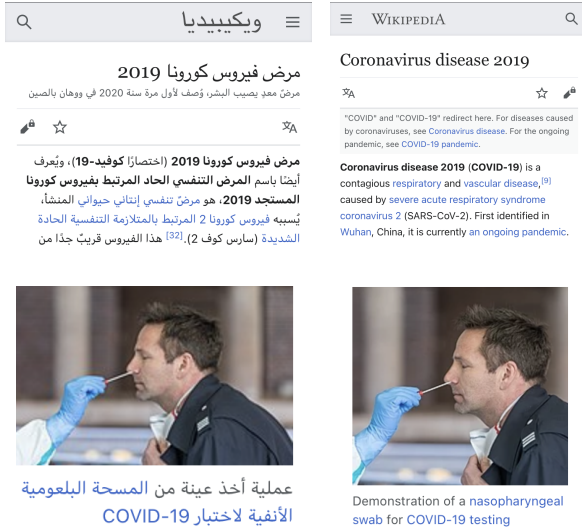 ويكيبيديا
مرض فيروس كورونا 2019
مرضٌ معدٍ يصيب البشر، وُصف لأول مرة سنة 2020 في ووهان بالصين
مرض فيروس كورونا 2019 (اختصارًا كوفيد-19)، ويُعرف
أيضًا باسم المرض التنفسي الحاد المرتبط بفيروس كورونا
المستجد 2019، هو مرضٌ تنفسي إنتاني حيواني المنشأ،
يُسببه فيروس كورونا 2 المرتبط بالمتلازمة التنفسية الحادة
الشديدة (سارس كوف 2).[32] هذا الفيروس قريبٌ جدًا من
عملية أخذ عينة من المسحة البلعومية
الأنفية لاختبار COVID-19
WIKIPEDIA
Coronavirus disease 2019
"COVID" and "COVID-19" redirect here. For diseases caused
by coronaviruses, see Coronavirus disease. For the ongoing
pandemic, see COVID-19 pandemic.
Coronavirus disease 2019 (COVID-19) is a
contagious respiratory and vascular disease,[9]
caused by severe acute respiratory syndrome
coronavirus 2 (SARS-CoV-2). First identified in
Wuhan, China, it is currently an ongoing pandemic.
Demonstration of a nasopharyngeal
swab for COVID-19 testing